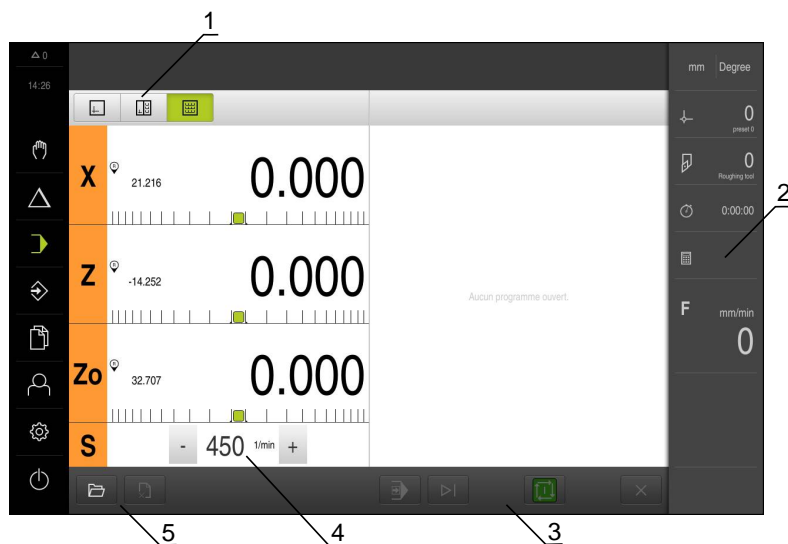 1
0
14:26
mm Degree
0
preset 0
X
R
21.216
0.000
0
Roughing tool
2
0:00:00
Z
R
-14.252
0.000
Aucun programme ouvert.
F
mm/min
0
Zo
R
32.707
0.000
S
- 450 1/min +
5
4
3